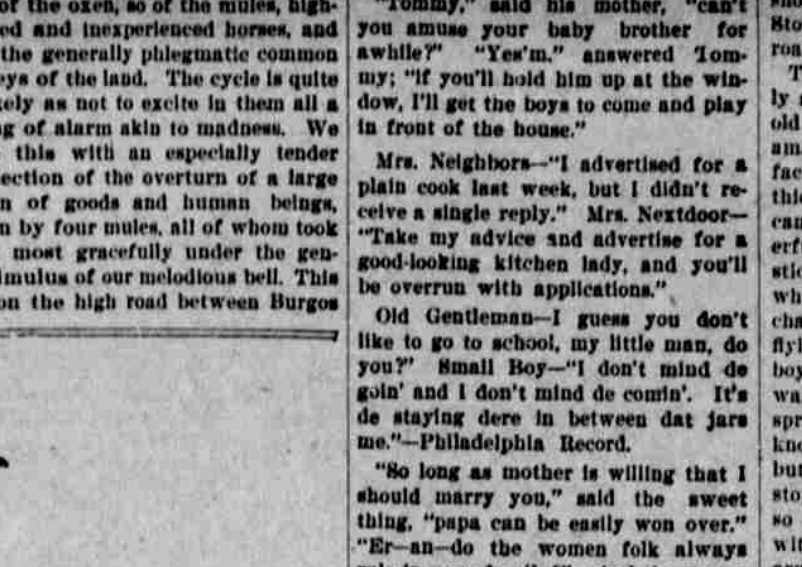 of the oxen, so of the mules, high-
ed and inexperienced horses, and
the generally phlegmatic common
eys of the land. The cycle is quite
ely as not to excite in them all a
g of alarm akin to madness. We
this with an especially tender
ection of the overturn of a large
n of goods and human beings,
n by four mules, all of whom took
most gracefully under the gen-
imulus of our melodious bell. This
on the high road between Burgos
"Tommy," said his mother, "can't
you amuse your baby brother for
awhile?" "Yes'm," answered Tom-
my; "if you'll hold him up at the win-
dow, I'll get the boys to come and play
in front of the house."
Mrs. Neighbors—"I advertised for a
plain cook last week, but I didn't re-
ceive a single reply." Mrs. Nextdoor—
"Take my advice and advertise for a
good-looking kitchen lady, and you'll
be overrun with applications."
Old Gentleman—I guess you don't
like to go to school, my little man, do
you?" Small Boy—"I don't mind de
goin' and I don't mind de comin'. It's
de staying dere in between dat jars
me."—Philadelphia Record.
"So long as mother is willing that I
should marry you," said the sweet
thing, "papa can be easily won over."
"Er—an—do the women folk always
Sto
roa
T
ly
old
am
fac
thi
can
erf
stic
wh
cha
flyi
boy
wa
spr
kno
but
sto
so
wit